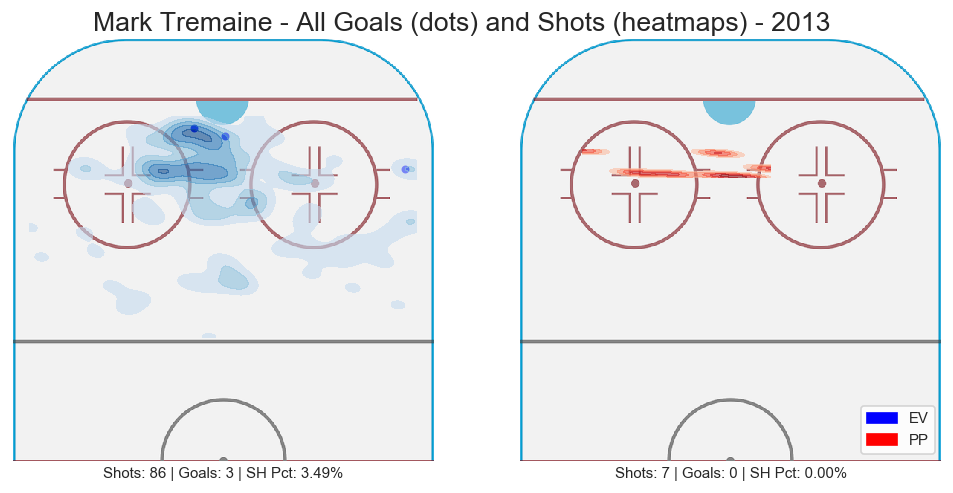 Mark Tremaine - All Goals (dots) and Shots (heatmaps) - 2013
EV
PP
Shots: 86 | Goals: 3 | SH Pct: 3.49%
Shots: 7 | Goals: 0 | SH Pct: 0.00%